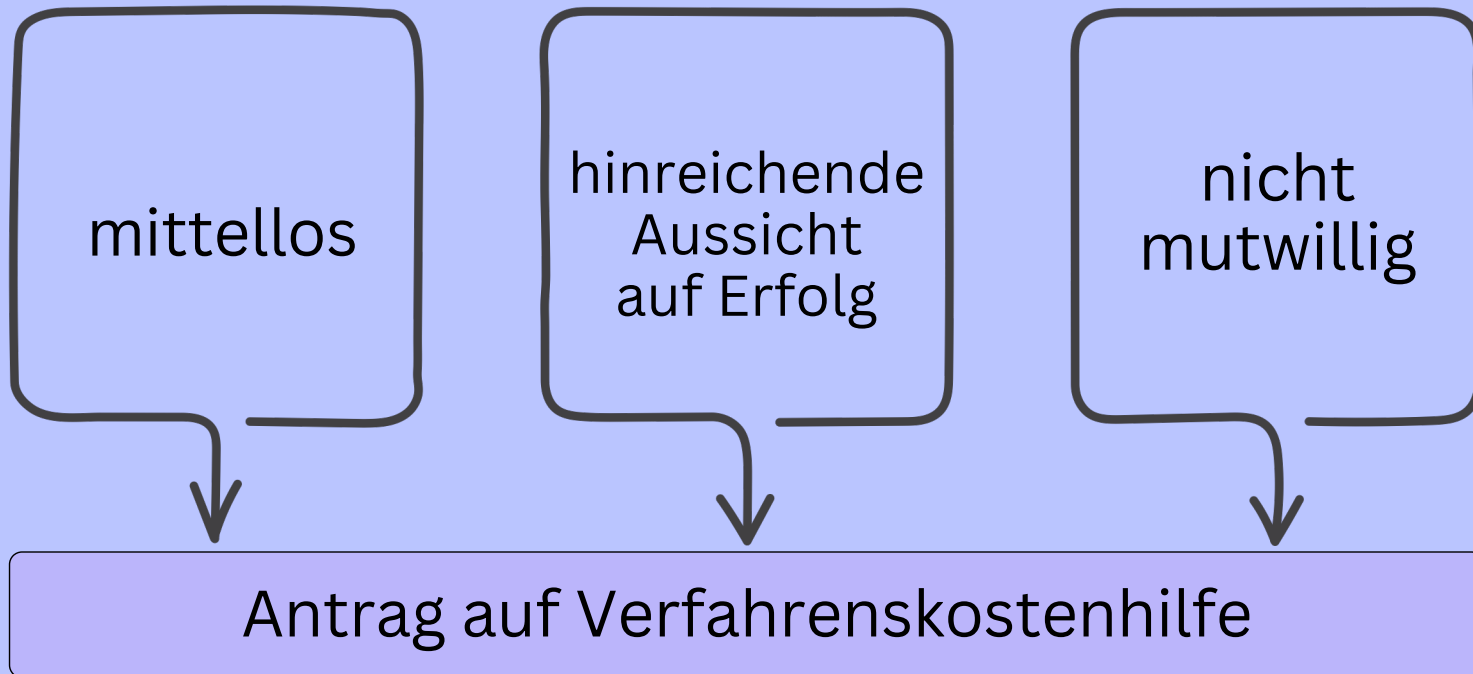 mittellos
hinreichende
Aussicht
auf Erfolg
nicht
mutwillig
Antrag auf Verfahrenskostenhilfe